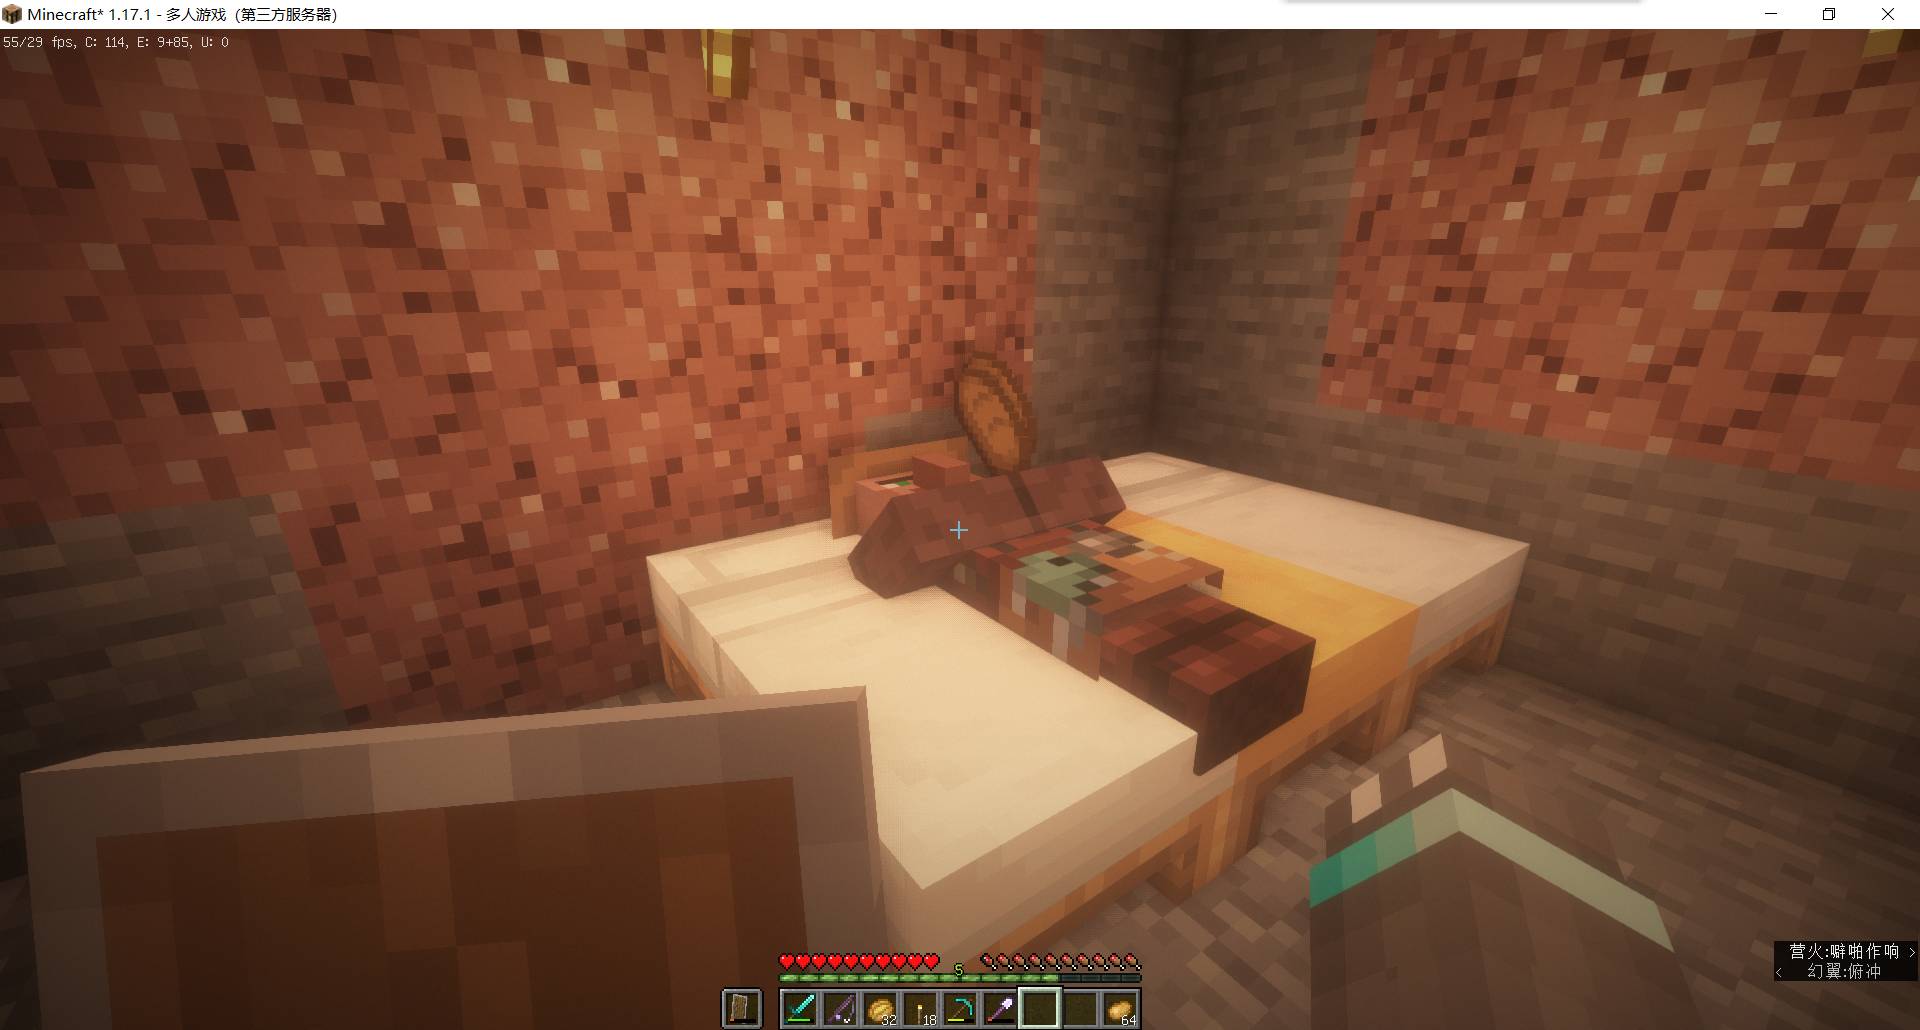 Minecraft* 1.17.1 - 多人游戏（第三方服务器）
55/29 fps, C: 114, E: 9+85, U: 0
营火:噼啪作响 >
< 幻翼:俯冲
5
32
18
64